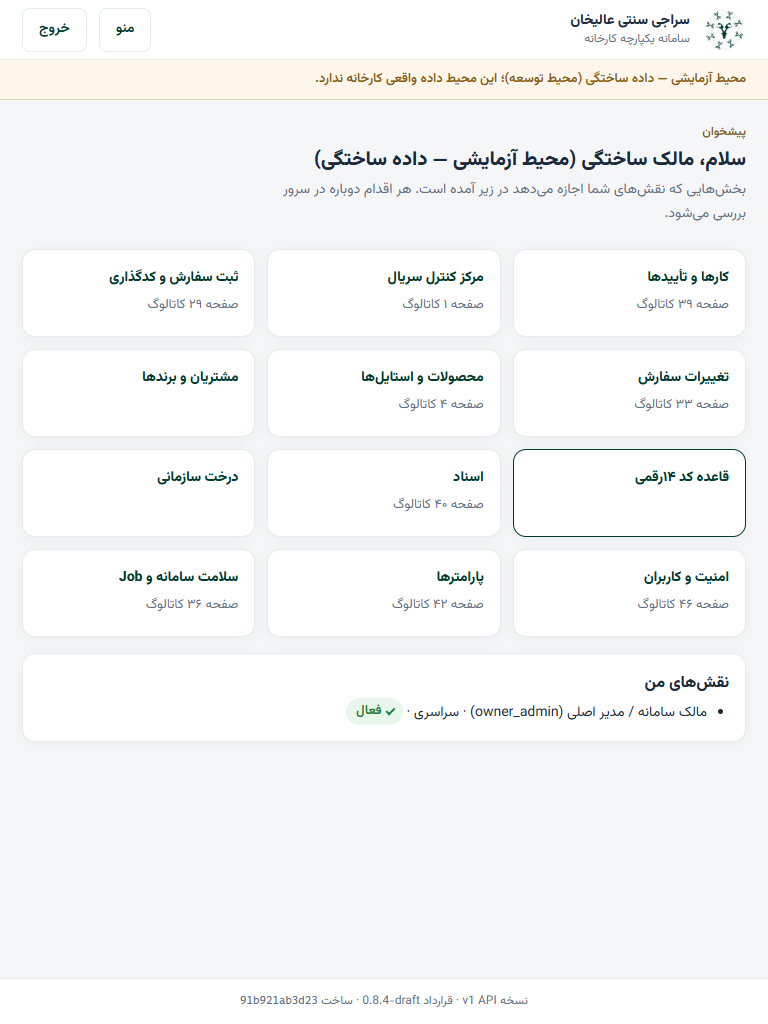 سراجی سنتی عالیخان
سامانه یکپارچه کارخانه
منو
خروج
محیط آزمایشی – داده ساختگی (محیط توسعه)؛ این محیط داده واقعی کارخانه ندارد.
پیشخوان
سلام، مالک ساختگی (محیط آزمایشی – داده ساختگی)
بخش‌هایی که نقش‌های شما اجازه می‌دهد در زیر آمده است. هر اقدام دوباره در سرور
بررسی می‌شود.
کارها و تأییدها
صفحه ۳۹ کاتالوگ
مرکز کنترل سریال
صفحه ۱ کاتالوگ
ثبت سفارش و کدگذاری
صفحه ۲۹ کاتالوگ
تغییرات سفارش
صفحه ۳۳ کاتالوگ
محصولات و استایل‌ها
صفحه ۴ کاتالوگ
مشتریان و برندها
قاعده کد ۱۴رقمی
اسناد
صفحه ۴۰ کاتالوگ
درخت سازمانی
امنیت و کاربران
صفحه ۴۶ کاتالوگ
پارامترها
صفحه ۴۲ کاتالوگ
سلامت سامانه و Job
صفحه ۳۶ کاتالوگ
نقش‌های من
• مالک سامانه / مدیر اصلی (owner_admin) · سراسری · ✓ فعال
نسخه v1 API · قرارداد 0.8.4-draft · ساخت 91b921ab3d23